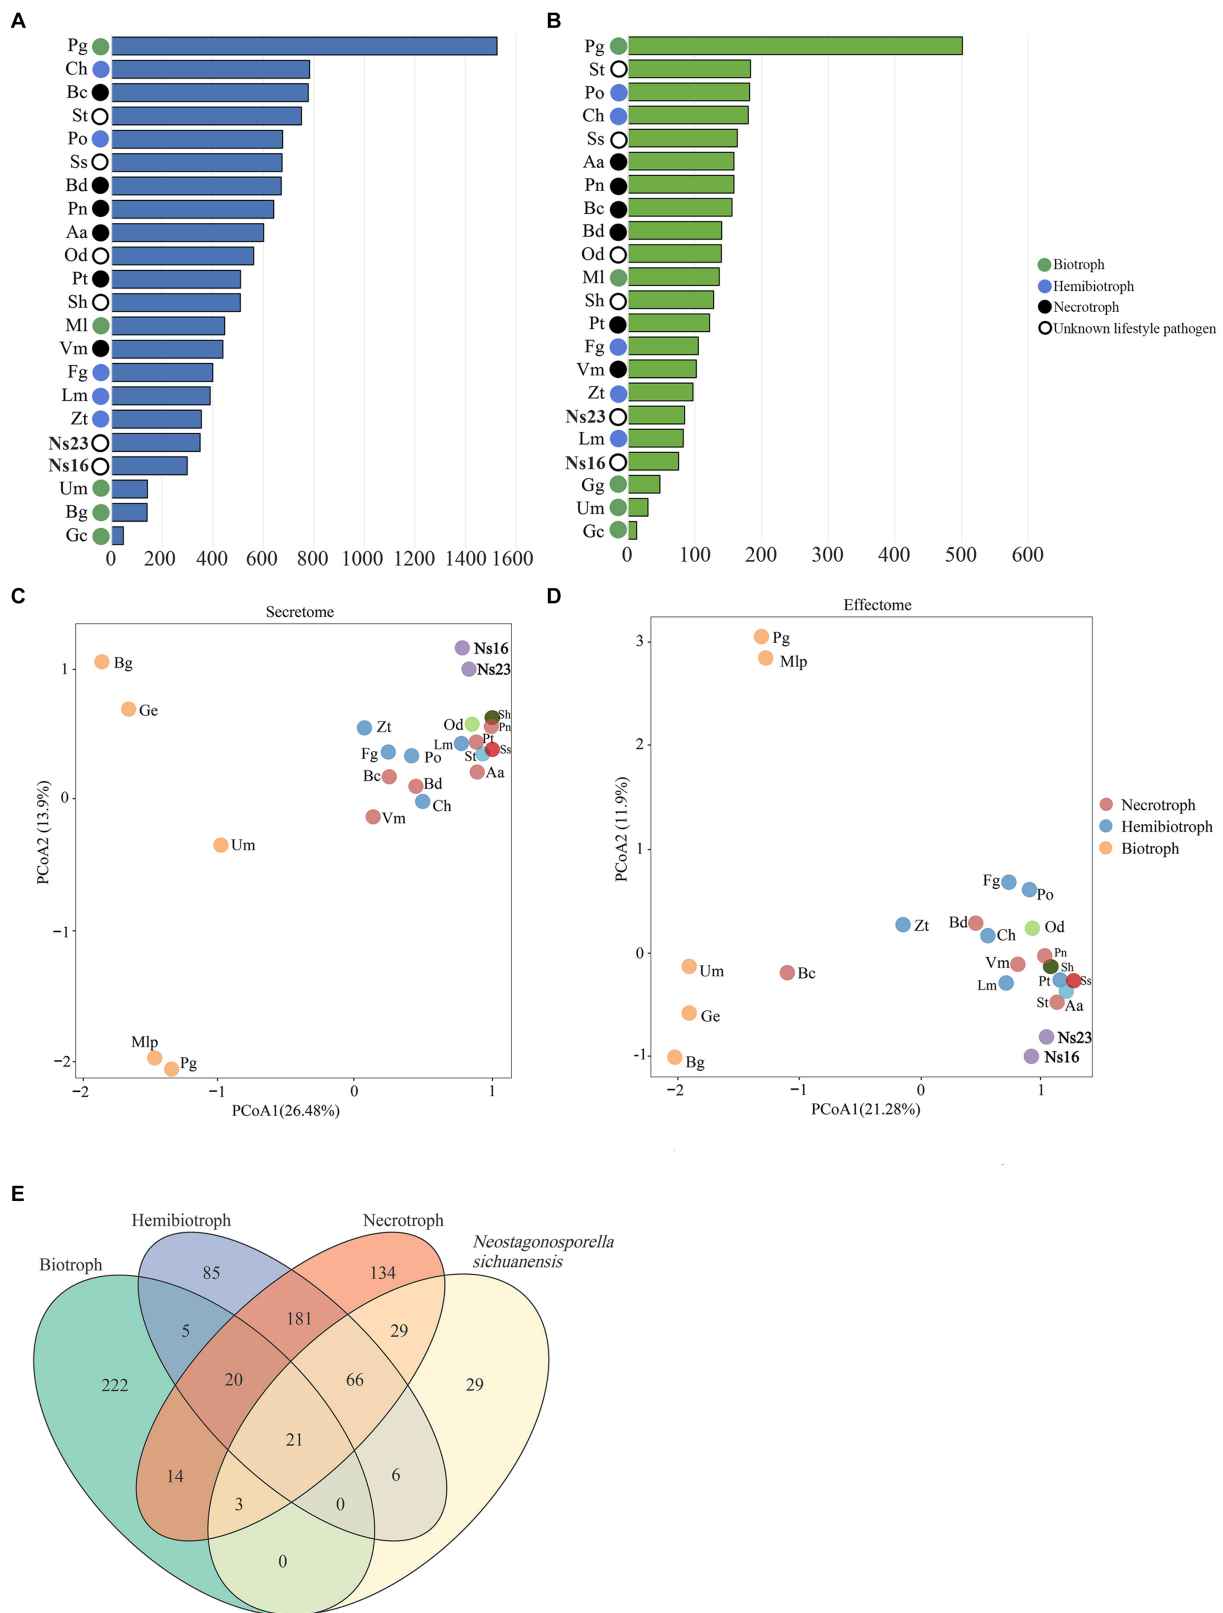 A
Pg
Ch
Bc
St
Po
Ss
Bd
Pn
Aa
Od
Pt
Sh
Ml
Vm
Fg
Lm
Zt
Ns23
Ns16
Um
Bg
Gc
0 200 400 600 800 1000 1200 1400 1600
B
Pg
St
Po
Ch
Ss
Aa
Pn
Bc
Bd
Od
Ml
Sh
Pt
Fg
Vm
Zt
Ns23
Lm
Ns16
Gg
Um
Gc
0 100 200 300 400 500 600
Biotroph
Hemibiotroph
Necrotroph
Unknown lifestyle pathogen
C
Secretome
Ns16
Ns23
Bg
Ge
Zt
Od
Sh
Pn
Lm
Pt
Fg
Po
St
Ss
Bc
Bd
Aa
Ch
Vm
Um
Mlp
Pg
1
0
−1
−2
PCoA2 (13.9%)
−2 −1 0 1
PCoA1(26.48%)
D
Effectome
Pg
Mlp
Fg
Po
Zt
Bd
Ch
Od
Pn
Vm
Sh
Um
Bc
Lm
Pt
Ss
St
Aa
Ge
Ns23
Ns16
Bg
3
2
1
0
-1
PCoA2 (11.9%)
−2 −1 0 1
PCoA1(21.28%)
Necrotroph
Hemibiotroph
Biotroph
E
Hemibiotroph
Necrotroph
Biotroph
Neostagonosporella
sichuanensis
85
134
5
181
29
222
20
66
29
21
14
6
3
0
0